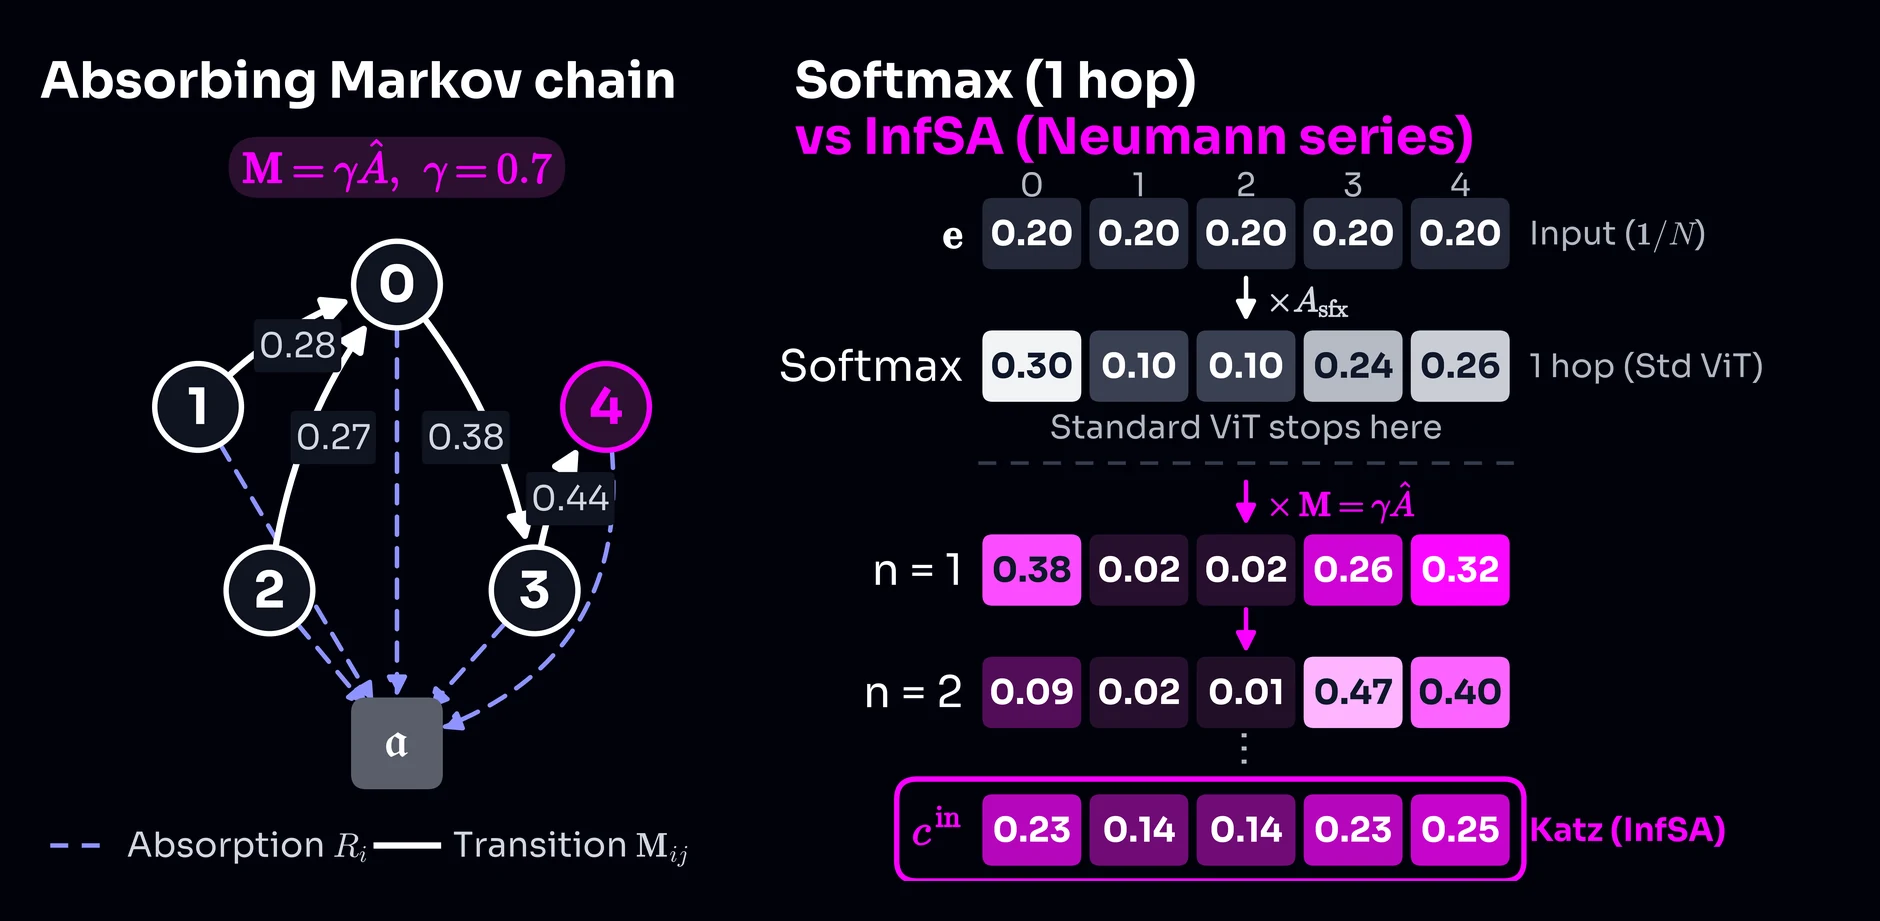 Absorbing Markov chain
M = γÂ, γ = 0.7
0
1
0.28
4
0.27
0.38
0.44
2
3
𝔞
Absorption R_i
Transition M_ij
Softmax (1 hop)
vs InfSA (Neumann series)
0 1 2 3 4
e 0.20 0.20 0.20 0.20 0.20 Input (1/N)
× A_sfx
Softmax 0.30 0.10 0.10 0.24 0.26 1 hop (Std ViT)
Standard ViT stops here
× M = γÂ
n = 1 0.38 0.02 0.02 0.26 0.32
n = 2 0.09 0.02 0.01 0.47 0.40
⋮
c^in 0.23 0.14 0.14 0.23 0.25 Katz (InfSA)